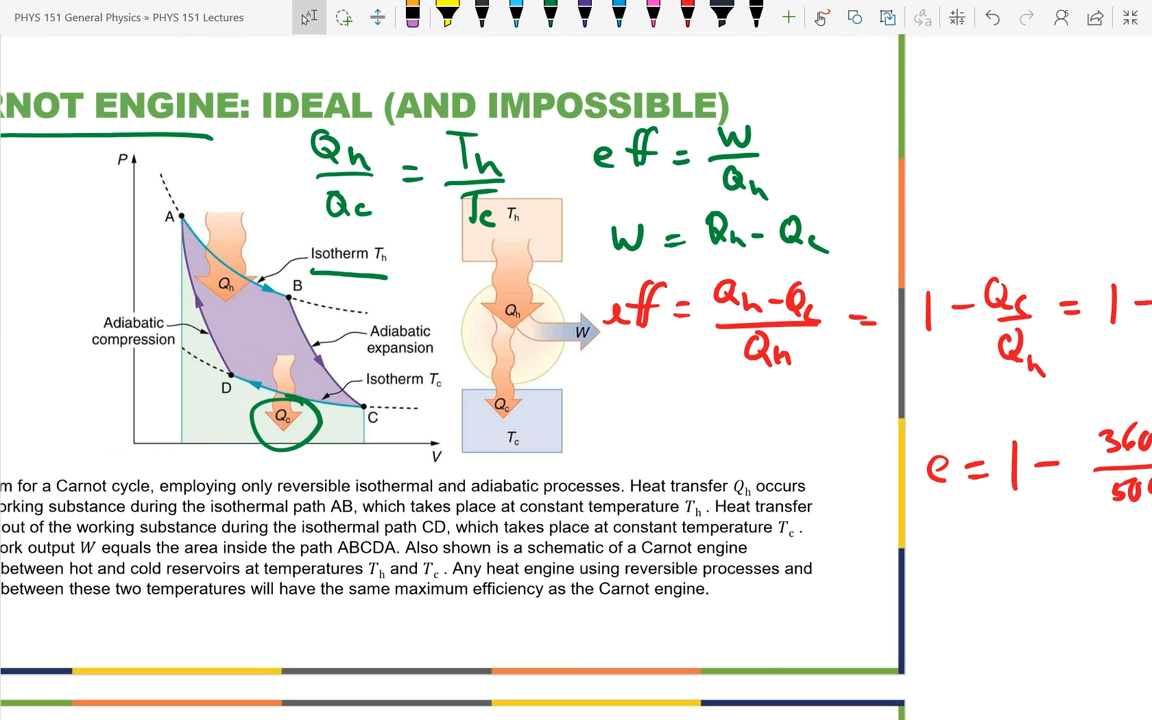 PHYS 151 General Physics » PHYS 151 Lectures
RNOT ENGINE: IDEAL (AND IMPOSSIBLE)
Qh/Qc = Th/Tc
eff = W/Qh
W = Qh - Qc
eff = Qh-Qc/Qh = 1 - Qc/Qh = 1 -
e = 1 - 360/500
P
A
Isotherm Th
Qh
B
Adiabatic
compression
Adiabatic
expansion
Isotherm Tc
D
Qc
C
V
Th
Qh
W
Qc
Tc
m for a Carnot cycle, employing only reversible isothermal and adiabatic processes. Heat transfer Qh occurs
orking substance during the isothermal path AB, which takes place at constant temperature Th . Heat transfer
out of the working substance during the isothermal path CD, which takes place at constant temperature Tc .
ork output W equals the area inside the path ABCDA. Also shown is a schematic of a Carnot engine
between hot and cold reservoirs at temperatures Th and Tc . Any heat engine using reversible processes and
between these two temperatures will have the same maximum efficiency as the Carnot engine.